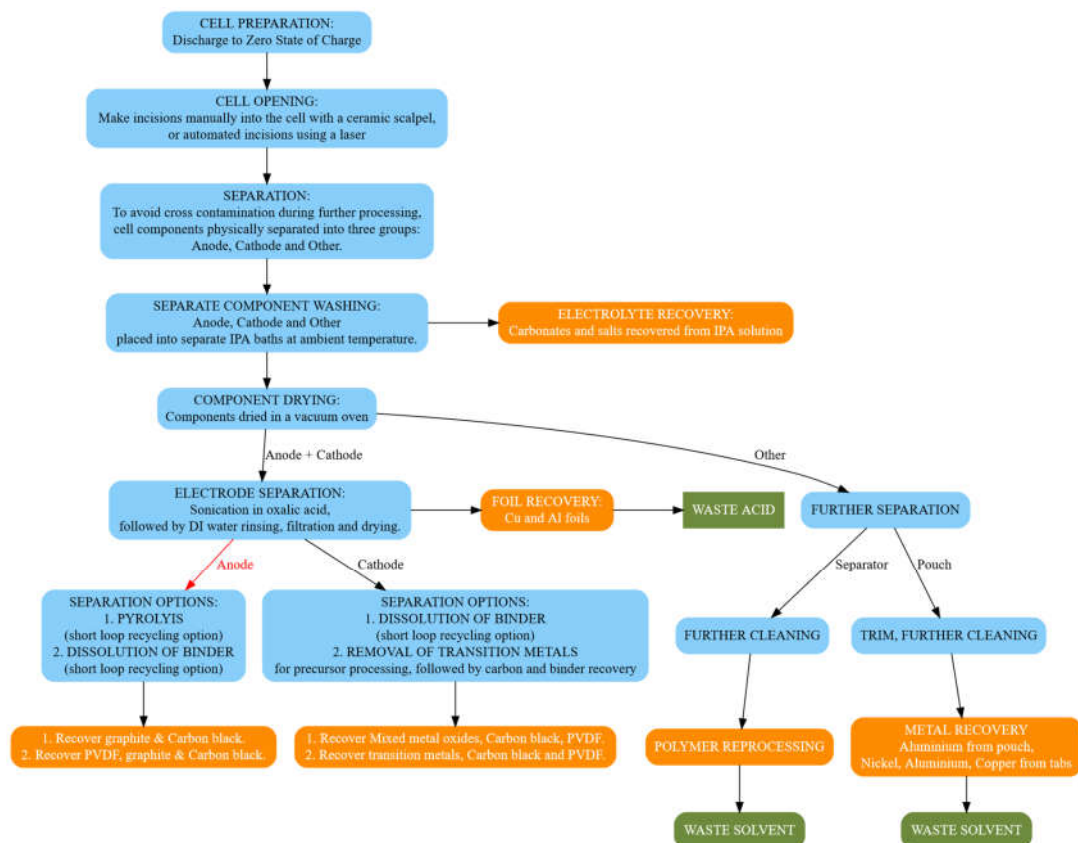 CELL PREPARATION:
Discharge to Zero State of Charge
CELL OPENING:
Make incisions manually into the cell with a ceramic scalpel,
or automated incisions using a laser
SEPARATION:
To avoid cross contamination during further processing,
cell components physically separated into three groups:
Anode, Cathode and Other.
SEPARATE COMPONENT WASHING:
Anode, Cathode and Other
placed into separate IPA baths at ambient temperature.
ELECTROLYTE RECOVERY:
Carbonates and salts recovered from IPA solution
COMPONENT DRYING:
Components dried in a vacuum oven
Anode + Cathode
Other
ELECTRODE SEPARATION:
Sonication in oxalic acid,
followed by DI water rinsing, filtration and drying.
FOIL RECOVERY:
Cu and Al foils
WASTE ACID
FURTHER SEPARATION
Anode
Cathode
Separator
Pouch
SEPARATION OPTIONS:
1. PYROLYIS
(short loop recycling option)
2. DISSOLUTION OF BINDER
(short loop recycling option)
SEPARATION OPTIONS:
1. DISSOLUTION OF BINDER
(short loop recycling option)
2. REMOVAL OF TRANSITION METALS
for precursor processing, followed by carbon and binder recovery
FURTHER CLEANING
TRIM, FURTHER CLEANING
1. Recover graphite & Carbon black.
2. Recover PVDF, graphite & Carbon black.
1. Recover Mixed metal oxides, Carbon black, PVDF.
2. Recover transition metals, Carbon black and PVDF.
POLYMER REPROCESSING
METAL RECOVERY
Aluminium from pouch,
Nickel, Aluminium, Copper from tabs
WASTE SOLVENT
WASTE SOLVENT